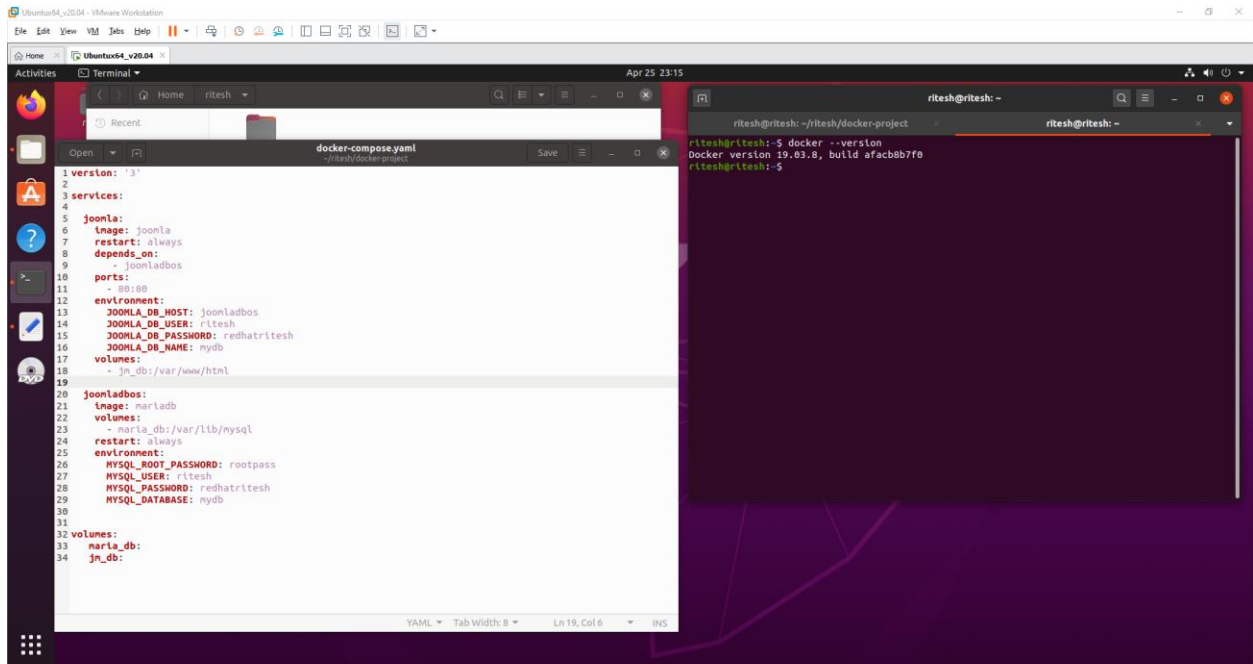 Ubuntux64_v20.04 - VMware Workstation
File Edit View VM Tabs Help
Home Ubuntux64_v20.04
Activities Terminal Apr 25 23:15
Home ritesh
Recent
Open docker-compose.yaml Save
~/ritesh/docker-project
1 version: '3'
2
3 services:
4
5 joomla:
6 image: joomla
7 restart: always
8 depends_on:
9 - joomladbos
10 ports:
11 - 80:80
12 environment:
13 JOOMLA_DB_HOST: joomladbos
14 JOOMLA_DB_USER: ritesh
15 JOOMLA_DB_PASSWORD: redhatritesh
16 JOOMLA_DB_NAME: mydb
17 volumes:
18 - jm_db:/var/www/html
19
20 joomladbos:
21 image: mariadb
22 volumes:
23 - maria_db:/var/lib/mysql
24 restart: always
25 environment:
26 MYSQL_ROOT_PASSWORD: rootpass
27 MYSQL_USER: ritesh
28 MYSQL_PASSWORD: redhatritesh
29 MYSQL_DATABASE: mydb
30
31
32 volumes:
33 maria_db:
34 jm_db:
YAML Tab Width: 8 Ln 19, Col 6 INS
ritesh@ritesh: ~
ritesh@ritesh: ~/ritesh/docker-project ritesh@ritesh: ~
ritesh@ritesh:~$ docker --version
Docker version 19.03.8, build afacb8b7f0
ritesh@ritesh:~$
DVD